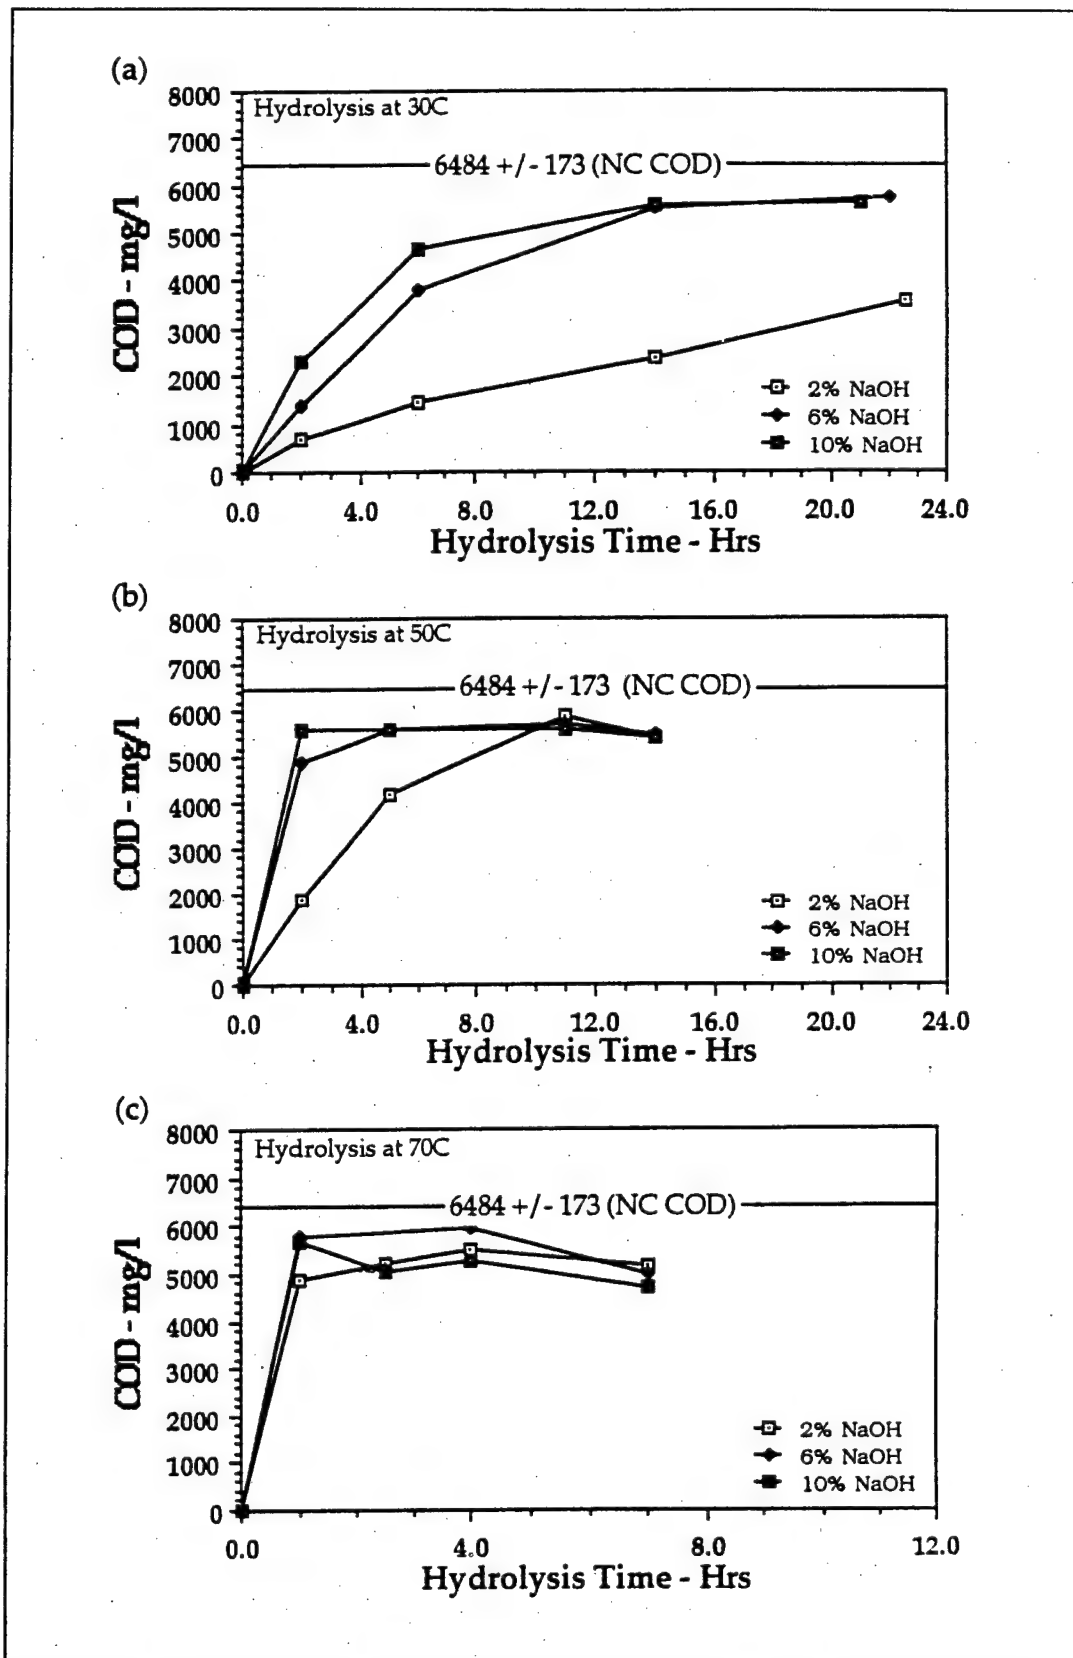 (a)
8000
Hydrolysis at 30C
7000
6484 +/- 173 (NC COD)
6000
5000
4000
3000
2000
1000
0
COD - mg/l
2% NaOH
6% NaOH
10% NaOH
0.0 4.0 8.0 12.0 16.0 20.0 24.0
Hydrolysis Time - Hrs
(b)
8000
Hydrolysis at 50C
7000
6484 +/- 173 (NC COD)
6000
5000
4000
3000
2000
1000
0
COD - mg/l
2% NaOH
6% NaOH
10% NaOH
0.0 4.0 8.0 12.0 16.0 20.0 24.0
Hydrolysis Time - Hrs
(c)
8000
Hydrolysis at 70C
7000
6484 +/- 173 (NC COD)
6000
5000
4000
3000
2000
1000
0
COD - mg/l
2% NaOH
6% NaOH
10% NaOH
0.0 4.0 8.0 12.0
Hydrolysis Time - Hrs